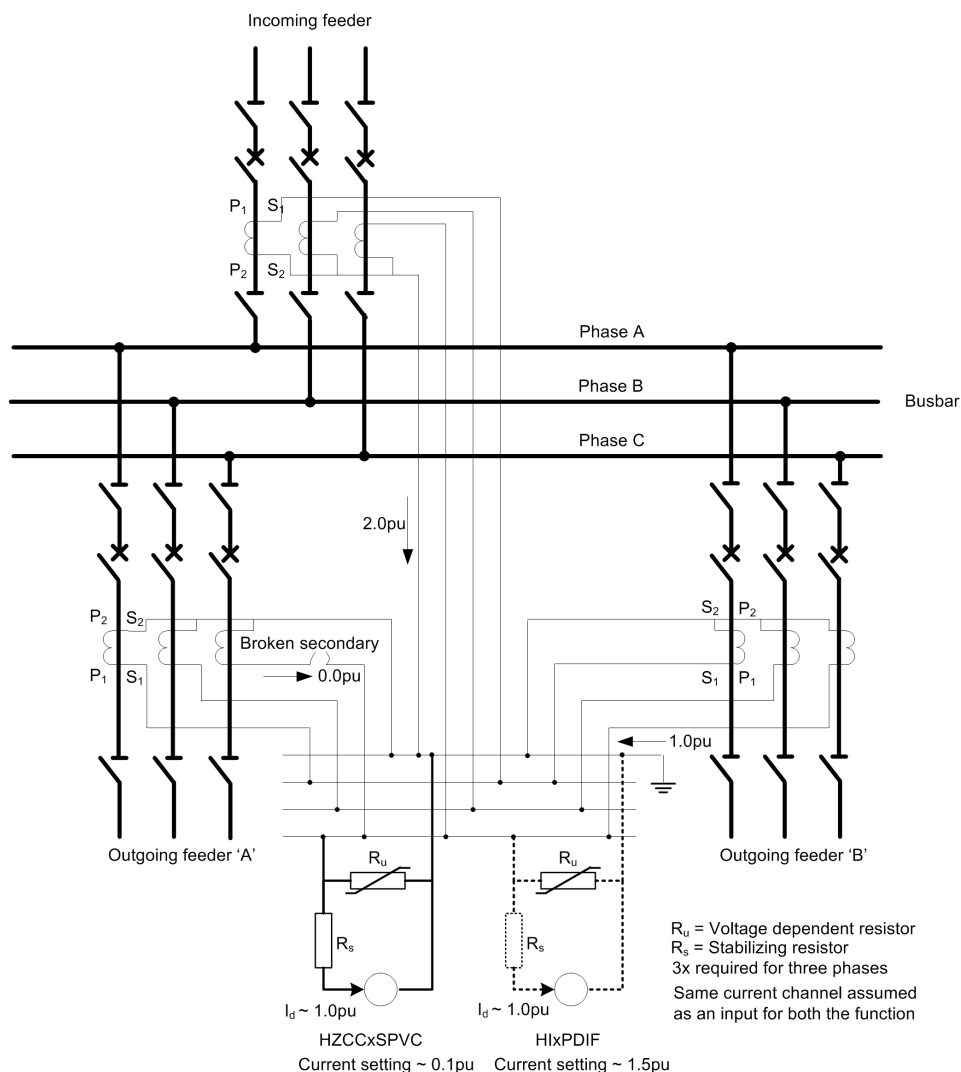 Incoming feeder
P1 S1
P2 S2
Phase A
Phase B
Busbar
Phase C
2.0pu
P2 S2
Broken secondary
P1 S1
0.0pu
S2 P2
S1 P1
1.0pu
Outgoing feeder ‘A’
Outgoing feeder ‘B’
Ru
Ru
Rs
Rs
Ru = Voltage dependent resistor
Rs = Stabilizing resistor
3x required for three phases
Same current channel assumed
as an input for both the function
Id ~ 1.0pu
Id ~ 1.0pu
HZCCxSPVC
HIxPDIF
Current setting ~ 0.1pu
Current setting ~ 1.5pu